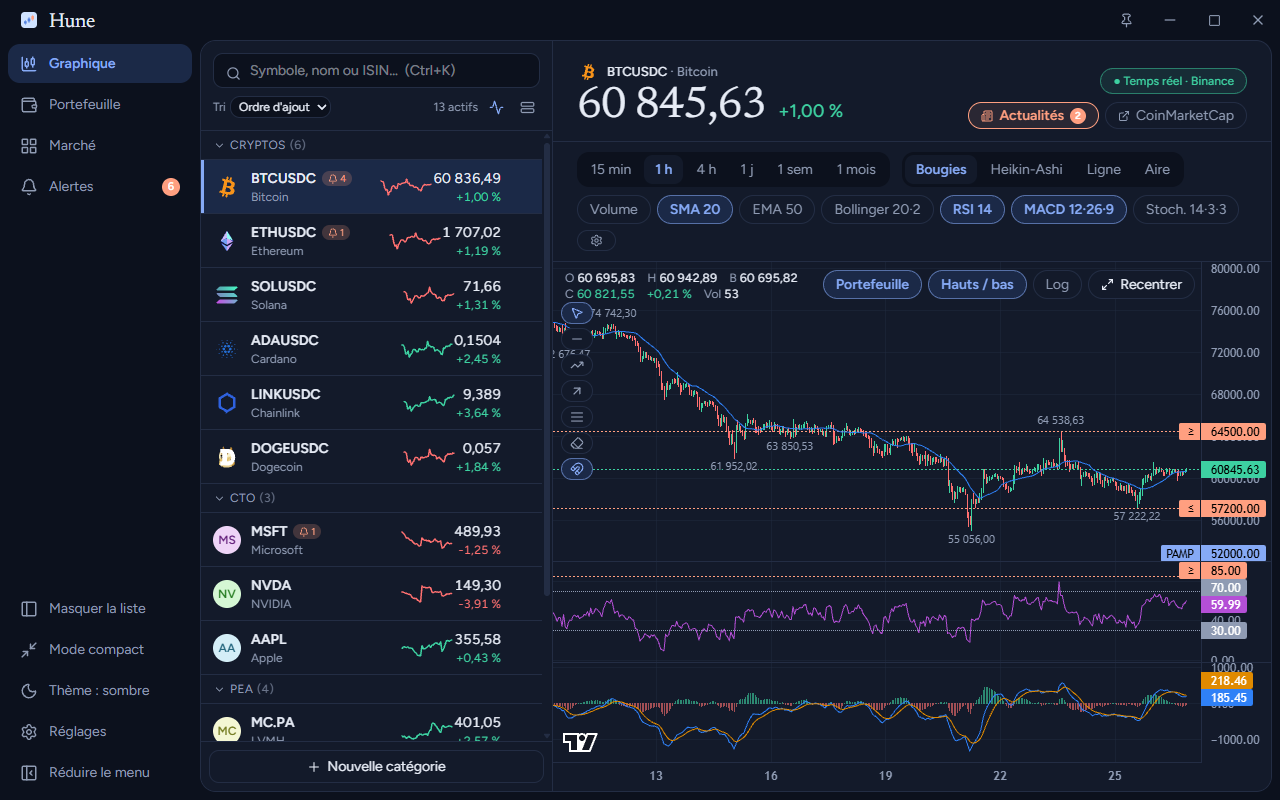 Hune
Graphique
Portefeuille
Marché
Alertes 6
Masquer la liste
Mode compact
Thème : sombre
Réglages
Réduire le menu
Symbole, nom ou ISIN... (Ctrl+K)
Tri Ordre d'ajout 13 actifs
CRYPTOS (6)
BTCUSDC 4 60 836,49
Bitcoin +1,00 %
ETHUSDC 1 1 707,02
Ethereum +1,19 %
SOLUSDC 71,66
Solana +1,31 %
ADAUSDC 0,1504
Cardano +2,45 %
LINKUSDC 9,389
Chainlink +3,64 %
DOGEUSDC 0,057
Dogecoin +1,84 %
CTO (3)
MS MSFT 1 489,93
Microsoft -1,25 %
NV NVDA 149,30
NVIDIA -3,91 %
AA AAPL 355,58
Apple +0,43 %
PEA (4)
MC MC.PA 401,05
LVMH +2,57 %
+ Nouvelle catégorie
BTCUSDC · Bitcoin
60 845,63 +1,00 %
Temps réel · Binance
Actualités 2 CoinMarketCap
15 min 1 h 4 h 1 j 1 sem 1 mois Bougies Heikin-Ashi Ligne Aire
Volume SMA 20 EMA 50 Bollinger 20·2 RSI 14 MACD 12·26·9 Stoch. 14·3·3
O 60 695,83 H 60 942,89 B 60 695,82
C 60 821,55 +0,21 % Vol 53
Portefeuille Hauts / bas Log Recentrer
74 742,30
61 952,02
63 850,53
55 056,00
64 538,63
57 222,22
80000.00
76000.00
72000.00
68000.00
≥ 64500.00
60845.63
60000.00
≤ 57200.00
56000.00
PAMP 52000.00
≥ 85.00
70.00
59.99
40.00
30.00
0.00
1000.00
218.46
185.45
−1000.00
13 16 19 22 25